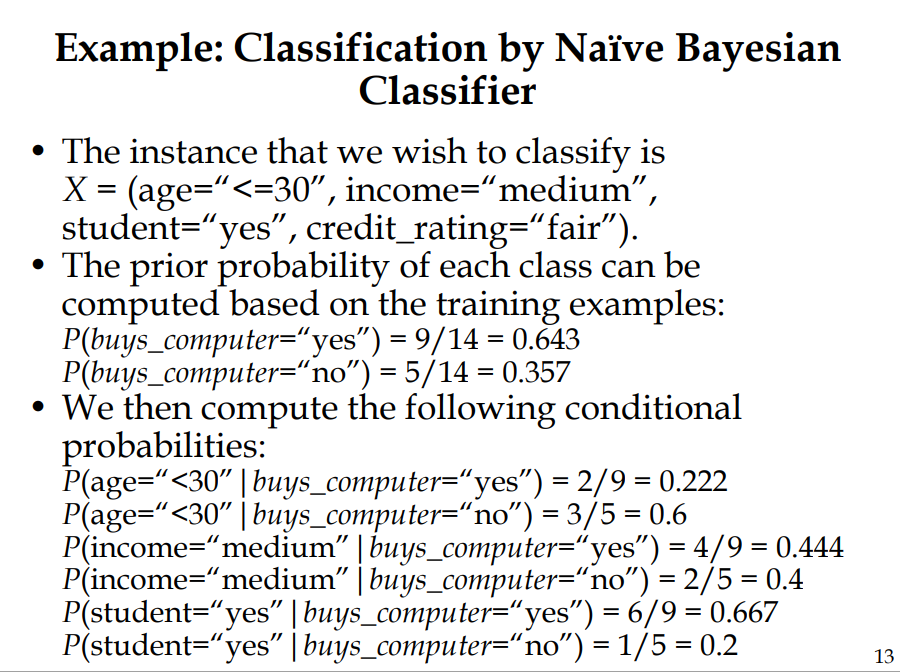 Example: Classification by Naïve Bayesian
Classifier
• The instance that we wish to classify is
X = (age=“<=30”, income=“medium”,
student=“yes”, credit_rating=“fair”).
• The prior probability of each class can be
computed based on the training examples:
P(buys_computer=“yes”) = 9/14 = 0.643
P(buys_computer=“no”) = 5/14 = 0.357
• We then compute the following conditional
probabilities:
P(age=“<30” | buys_computer=“yes”) = 2/9 = 0.222
P(age=“<30” | buys_computer=“no”) = 3/5 = 0.6
P(income=“medium” | buys_computer=“yes”) = 4/9 = 0.444
P(income=“medium” | buys_computer=“no”) = 2/5 = 0.4
P(student=“yes” | buys_computer=“yes”) = 6/9 = 0.667
P(student=“yes” | buys_computer=“no”) = 1/5 = 0.2
13